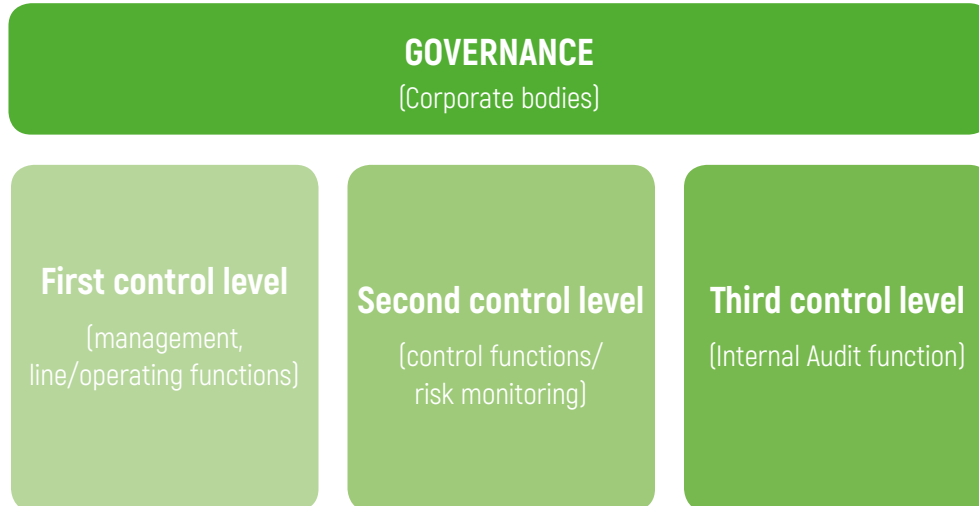 GOVERNANCE
(Corporate bodies)
First control level
(management,
line/operating functions)
Second control level
(control functions/
risk monitoring)
Third control level
(Internal Audit function)